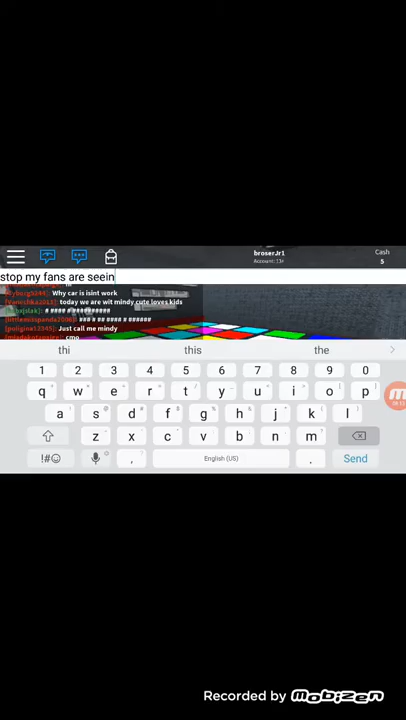 broserJr1
Account: 13+
Cash
5
stop my fans are seein
Why car is isint work
today we are wit mindy cute loves kids
# #### #
### # ## #### # ######
Just call me mindy
cmo
thi this the
1 2 3 4 5 6 7 8 9 0
q w e r t y u i o p
a s d f g h j k l
z x c v b n m
!#☺ , English (US) . Send
Recorded by Mobizen